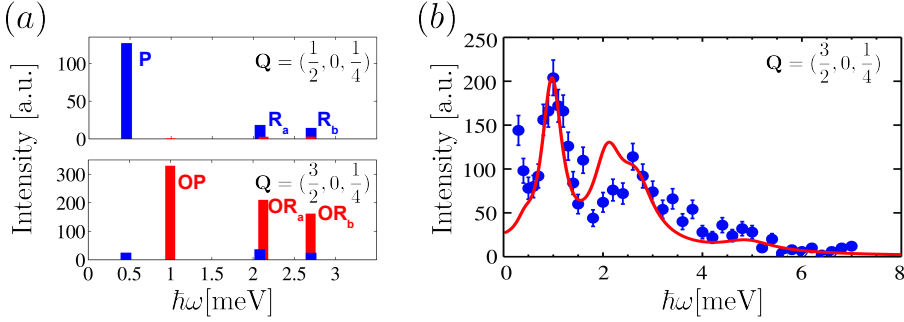 (a)
Intensity [a.u.]
100
50
0
P
Q = (1/2, 0, 1/4)
R_a
R_b
Intensity [a.u.]
300
200
100
0
OP
Q = (3/2, 0, 1/4)
OR_a
OR_b
0 0.5 1 1.5 2 2.5 3
ħω[meV]
(b)
Intensity [a.u.]
250
200
150
100
50
0
Q = (3/2, 0, 1/4)
0 2 4 6 8
ħω[meV]